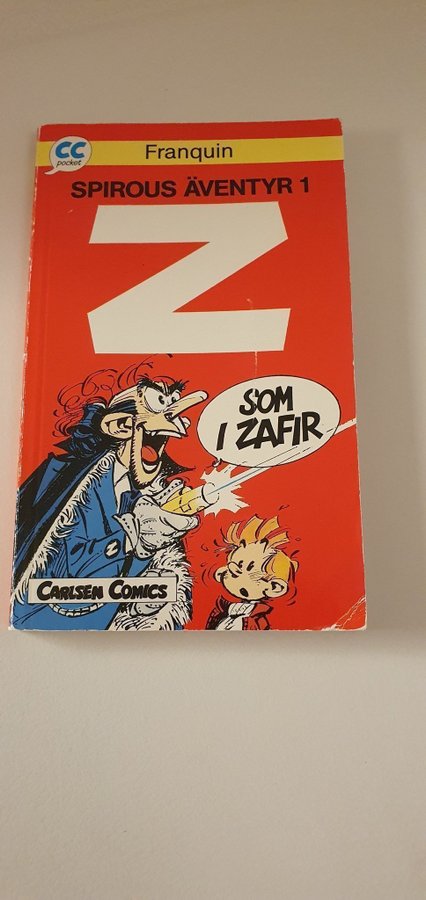 CC
pocket
Franquin
SPIROUS ÄVENTYR 1
Z
SOM
I ZAFIR
Z
CARLSEN COMICS